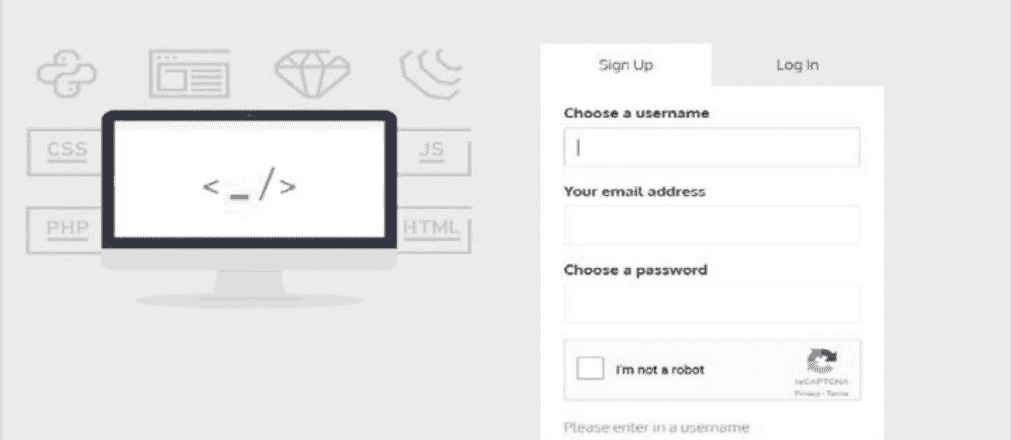 CSS
JS
PHP
HTML
< _ />
Sign Up
Log In
Choose a username
Your email address
Choose a password
I'm not a robot
reCAPTCHA
Privacy - Terms
Please enter in a username